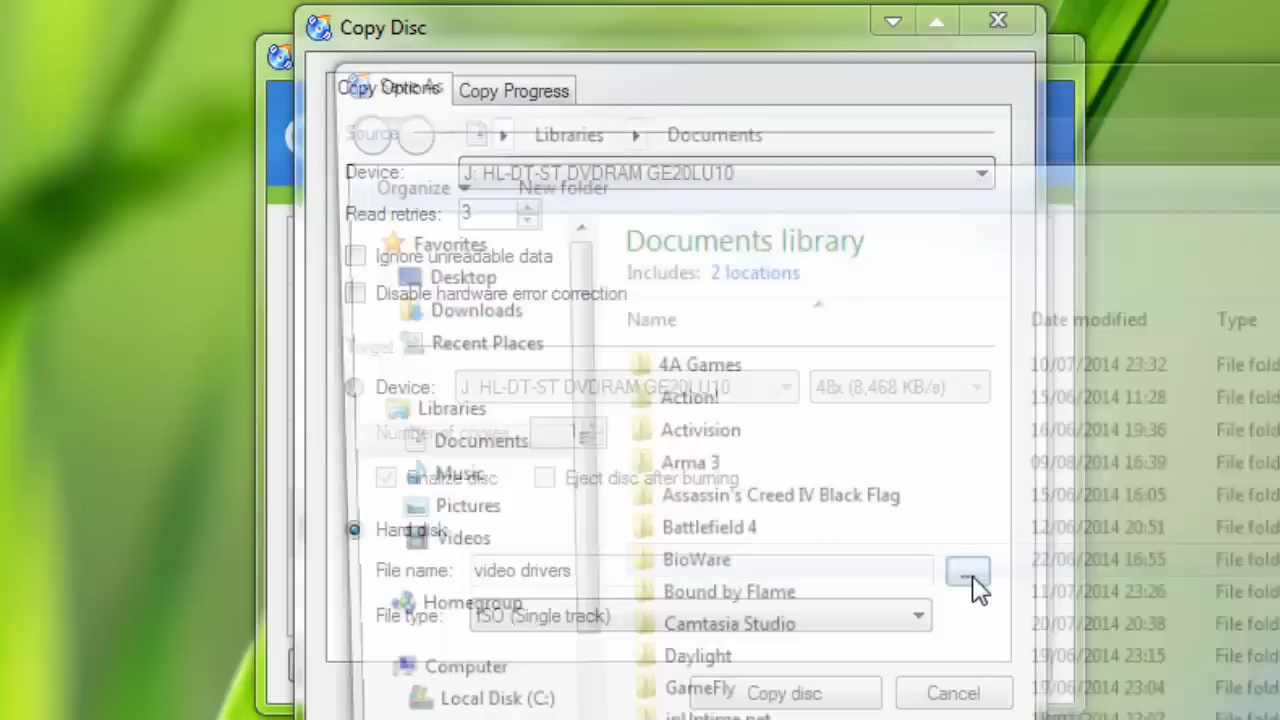 Copy Disc
Copy Options
Save As
Copy Progress
Source
Libraries
Documents
Device:
J: HL-DT-ST DVDRAM GE20LU10
Organize
New folder
Read retries:
3
Favorites
Documents library
Ignore unreadable data
Desktop
Includes: 2 locations
Disable hardware error correction
Downloads
Name
Date modified
Type
Target
Recent Places
4A Games
10/07/2014 23:32
File fold
Device:
J: HL-DT-ST DVDRAM GE20LU10
48x (8,468 KB/s)
Action!
15/06/2014 11:28
File fold
Libraries
Number of copies
1
Activision
16/06/2014 19:36
File fold
Documents
Arma 3
09/08/2014 16:39
File fold
Finalize disc
Music
Eject disc after burning
Assassin's Creed IV Black Flag
15/06/2014 16:05
File fold
Pictures
Hard disk
Battlefield 4
12/06/2014 20:51
File fold
Videos
BioWare
22/06/2014 16:55
File fold
File name:
video drivers
...
Bound by Flame
11/07/2014 23:26
File fold
Homegroup
File type:
ISO (Single track)
Camtasia Studio
20/07/2014 20:38
File fold
Computer
Daylight
19/06/2014 23:15
File fold
Local Disk (C:)
GameFly
19/06/2014 23:04
File fold
Copy disc
Cancel